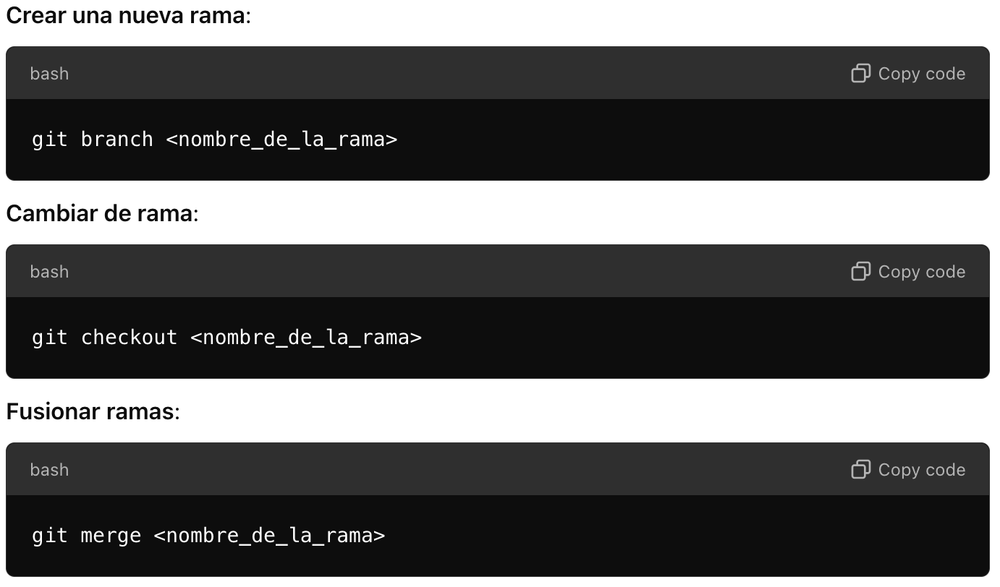 Crear una nueva rama:
bash Copy code
git branch <nombre_de_la_rama>
Cambiar de rama:
bash Copy code
git checkout <nombre_de_la_rama>
Fusionar ramas:
bash Copy code
git merge <nombre_de_la_rama>